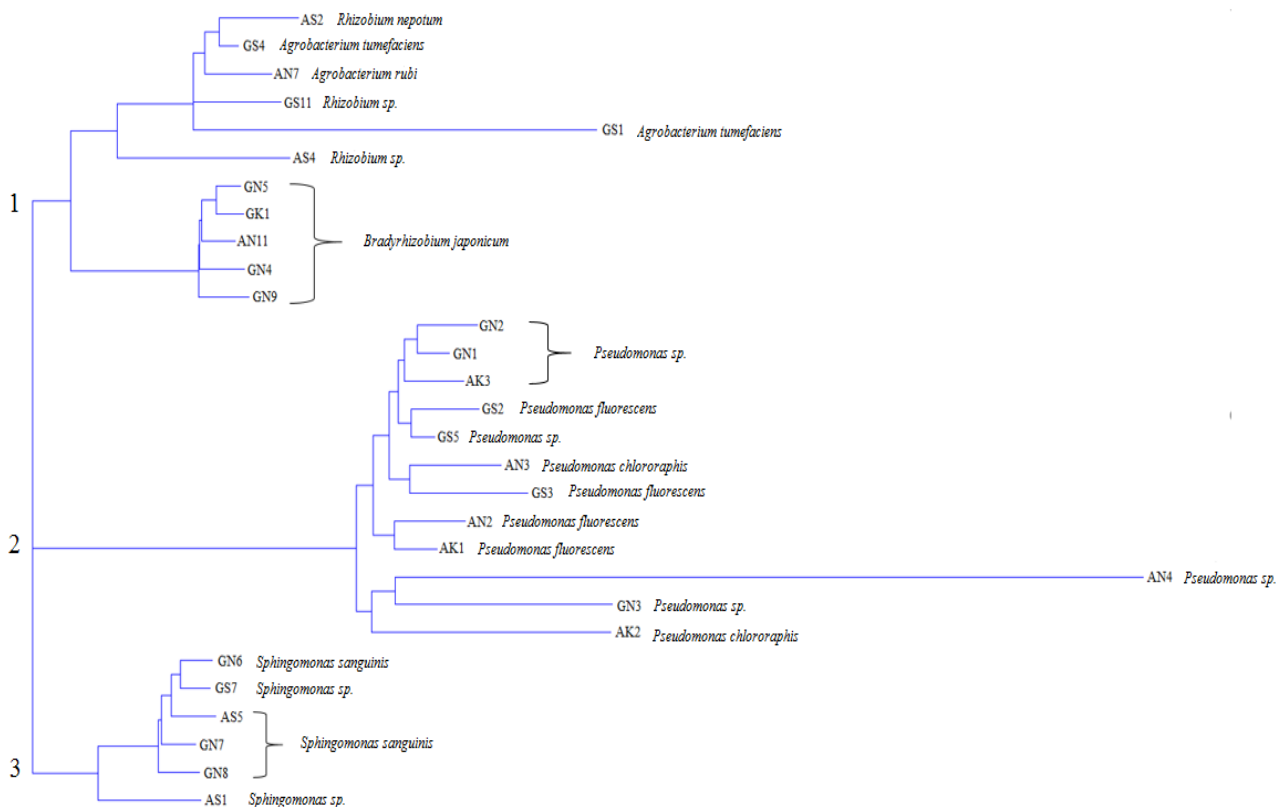 AS2 Rhizobium nepotum
GS4 Agrobacterium tumefaciens
AN7 Agrobacterium rubi
GS11 Rhizobium sp.
GS1 Agrobacterium tumefaciens
AS4 Rhizobium sp.
1
GN5
GK1
AN11
Bradyrhizobium japonicum
GN4
GN9
GN2
GN1
Pseudomonas sp.
AK3
GS2 Pseudomonas fluorescens
GS5 Pseudomonas sp.
AN3 Pseudomonas chlororaphis
GS3 Pseudomonas fluorescens
AN2 Pseudomonas fluorescens
2
AK1 Pseudomonas fluorescens
AN4 Pseudomonas sp.
GN3 Pseudomonas sp.
AK2 Pseudomonas chlororaphis
GN6 Sphingomonas sanguinis
GS7 Sphingomonas sp.
AS5
GN7
Sphingomonas sanguinis
3
GN8
AS1 Sphingomonas sp.